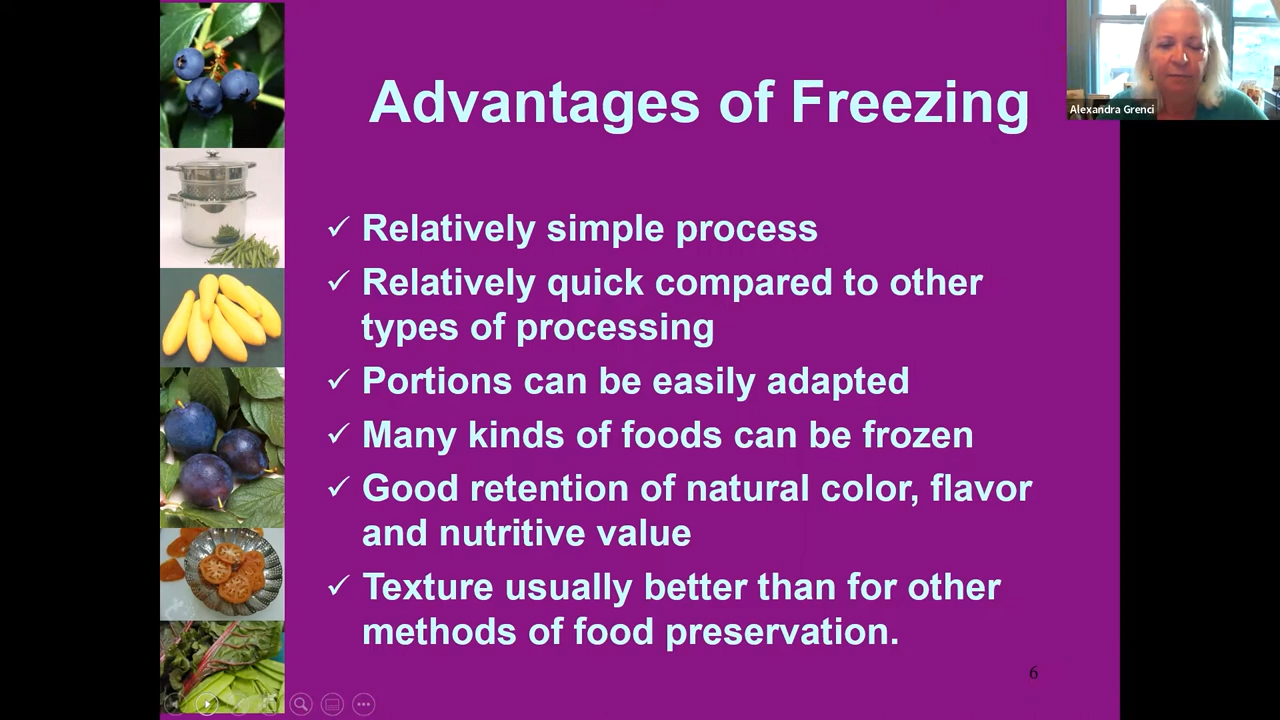 Advantages of Freezing
Alexandra Grenci
✓ Relatively simple process
✓ Relatively quick compared to other
types of processing
✓ Portions can be easily adapted
✓ Many kinds of foods can be frozen
✓ Good retention of natural color, flavor
and nutritive value
✓ Texture usually better than for other
methods of food preservation.
6